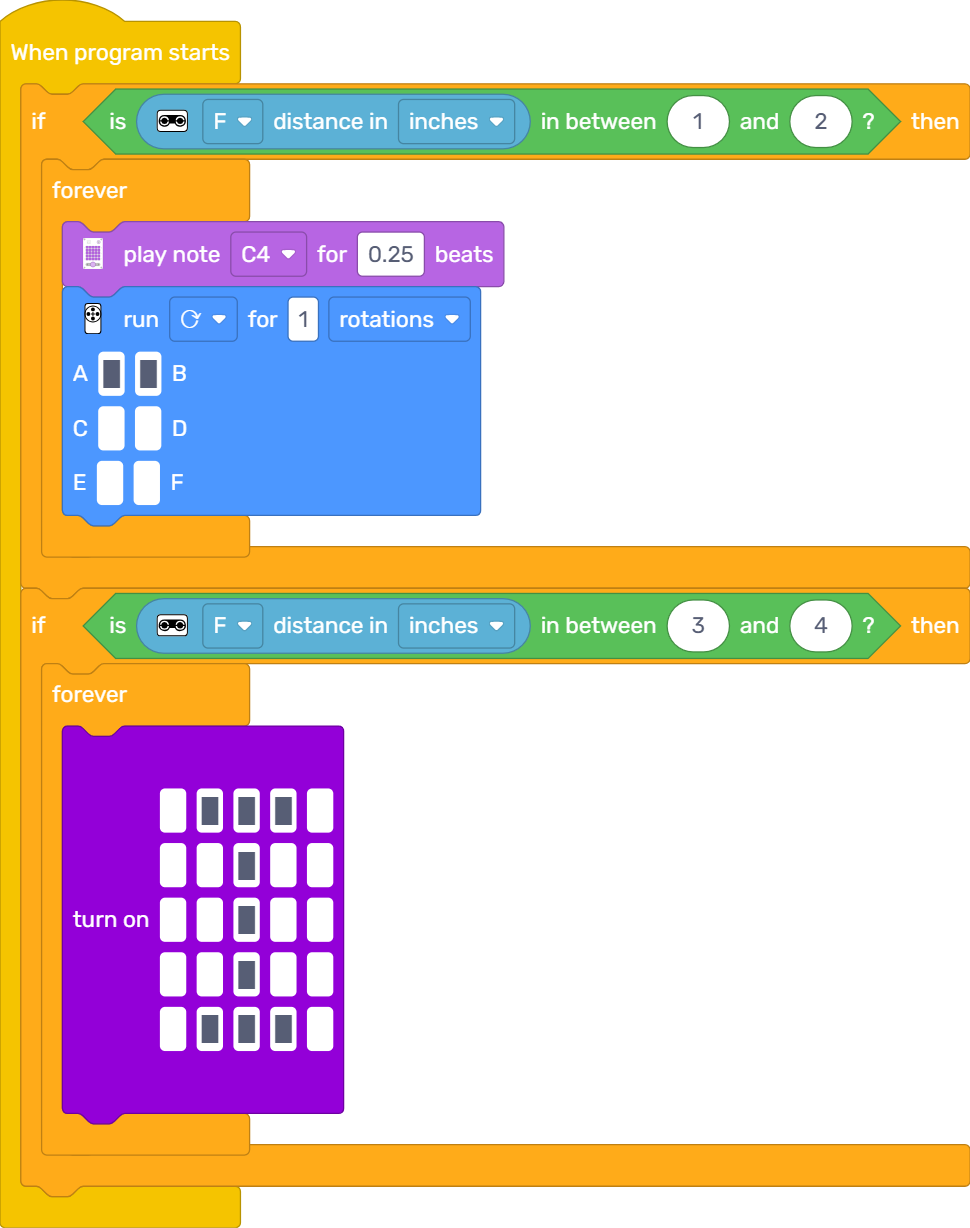 When program starts
if is F distance in inches in between 1 and 2 ? then
forever
play note C4 for 0.25 beats
run for 1 rotations
A B
C D
E F
if is F distance in inches in between 3 and 4 ? then
forever
turn on